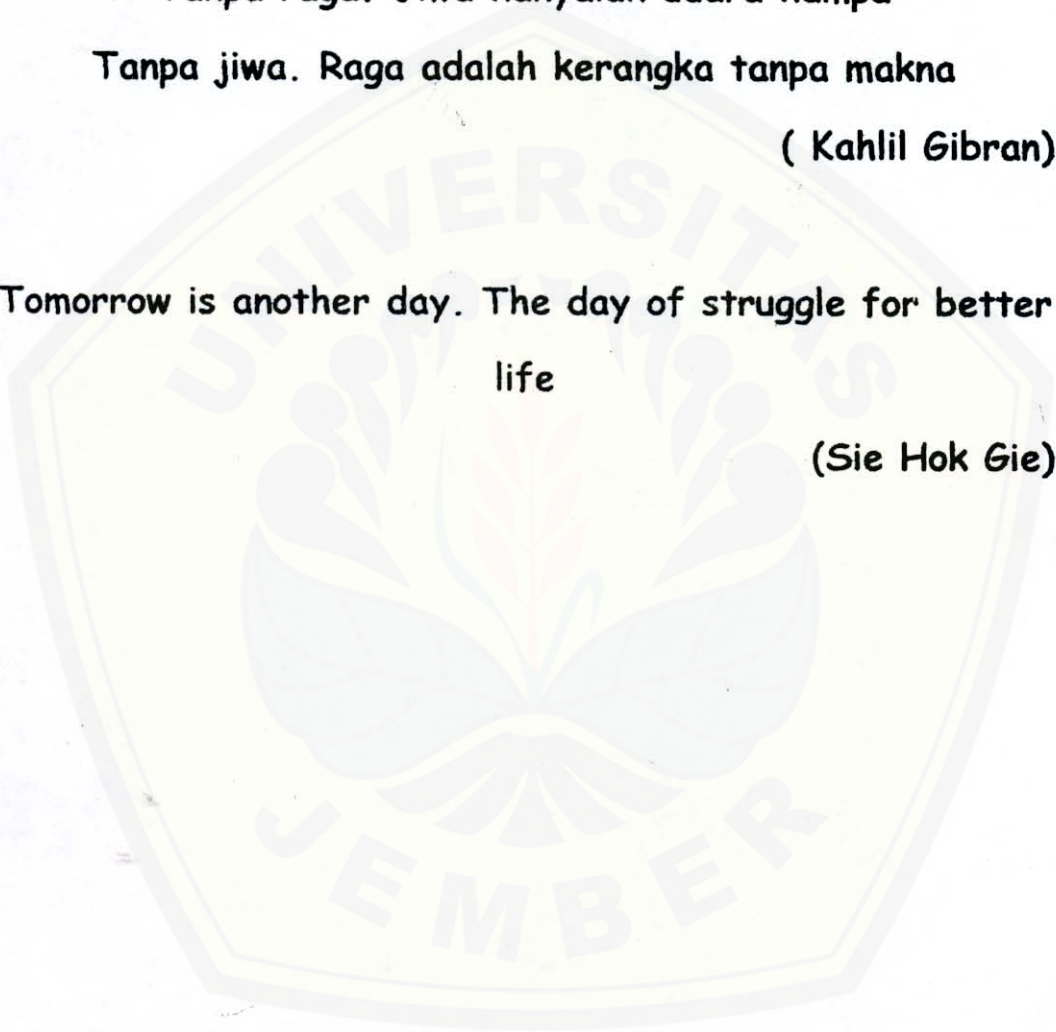 Tanpa jiwa. Raga adalah kerangka tanpa makna
( Kahlil Gibran)
UNIVERSITAS
Tomorrow is another day. The day of struggle for better
life
(Sie Hok Gie)
JEMBER